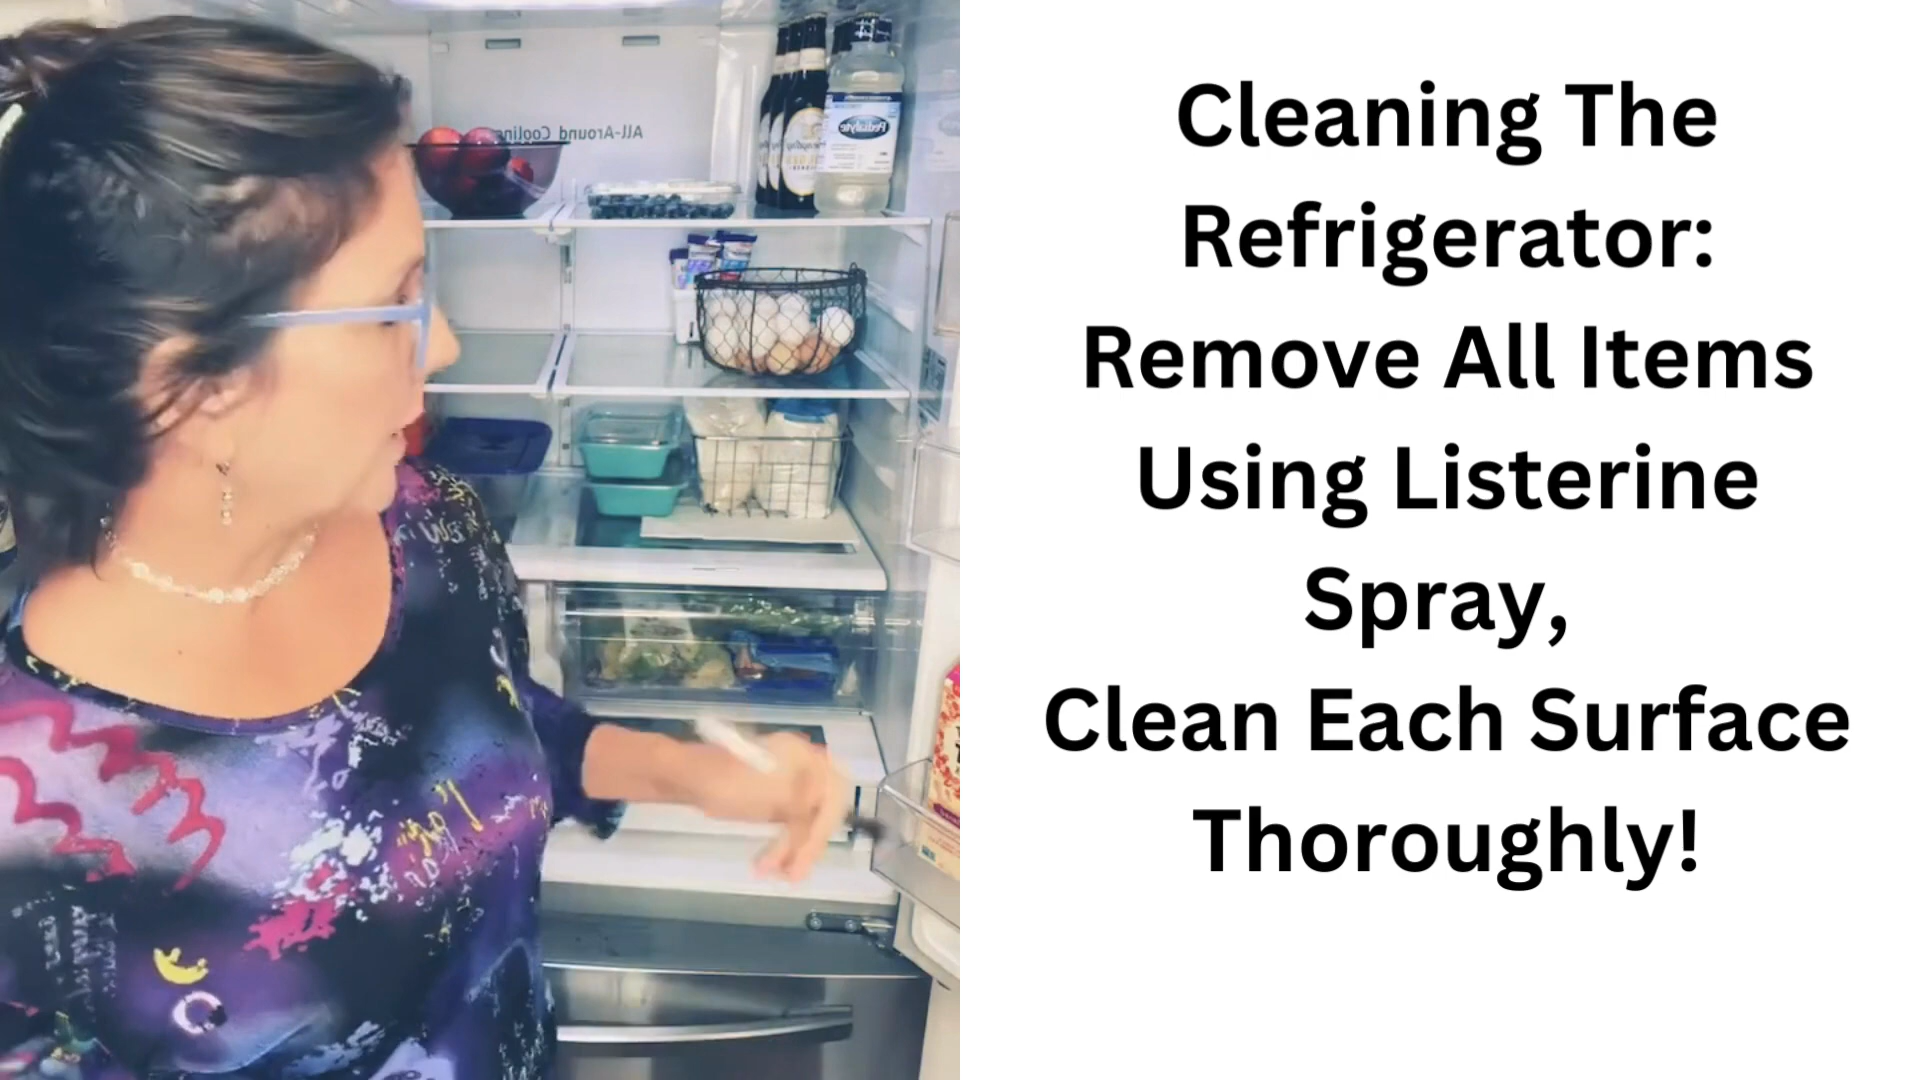 All-Around Cooling
Pedialyte
Cleaning The
Refrigerator:
Remove All Items
Using Listerine
Spray,
Clean Each Surface
Thoroughly!